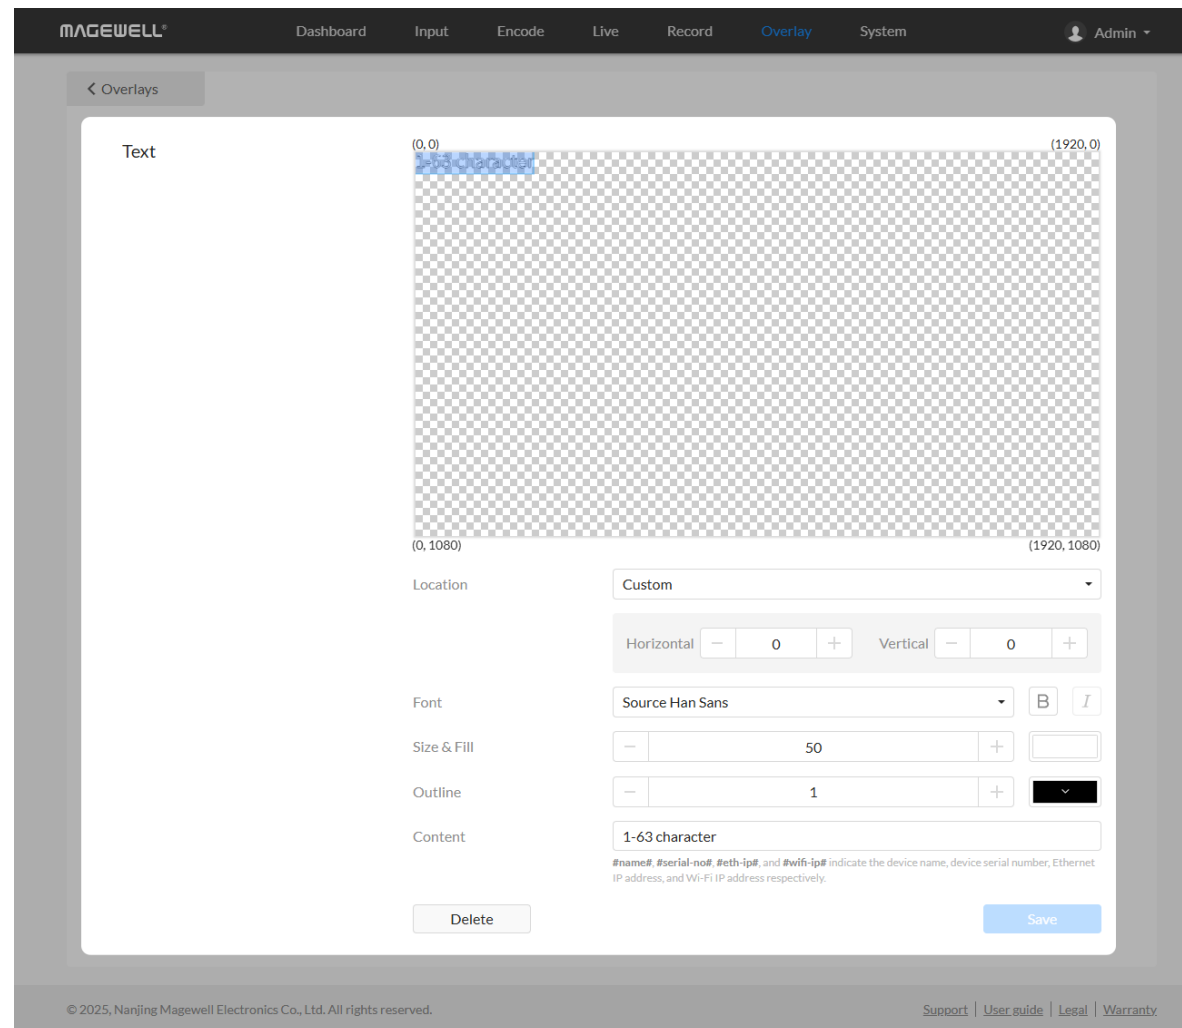 MAGEWELL®
Dashboard Input Encode Live Record Overlay System Admin
Overlays
Text
(0, 0) (1920, 0)
1-63 character
(0, 1080) (1920, 1080)
Location Custom
Horizontal − 0 + Vertical − 0 +
Font Source Han Sans B I
Size & Fill − 50 +
Outline − 1 +
Content 1-63 character
#name#, #serial-no#, #eth-ip#, and #wifi-ip# indicate the device name, device serial number, Ethernet
IP address, and Wi-Fi IP address respectively.
Delete Save
© 2025, Nanjing Magewell Electronics Co., Ltd. All rights reserved. Support | User guide | Legal | Warranty